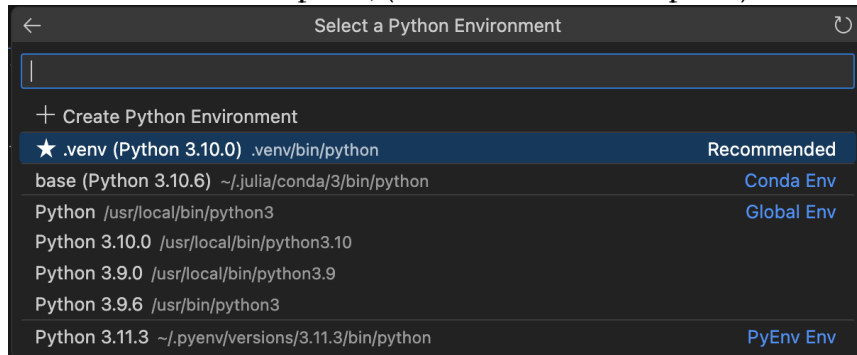 Select a Python Environment
Create Python Environment
.venv (Python 3.10.0) .venv/bin/python Recommended
base (Python 3.10.6) ~/.julia/conda/3/bin/python Conda Env
Python /usr/local/bin/python3 Global Env
Python 3.10.0 /usr/local/bin/python3.10
Python 3.9.0 /usr/local/bin/python3.9
Python 3.9.6 /usr/bin/python3
Python 3.11.3 ~/.pyenv/versions/3.11.3/bin/python PyEnv Env